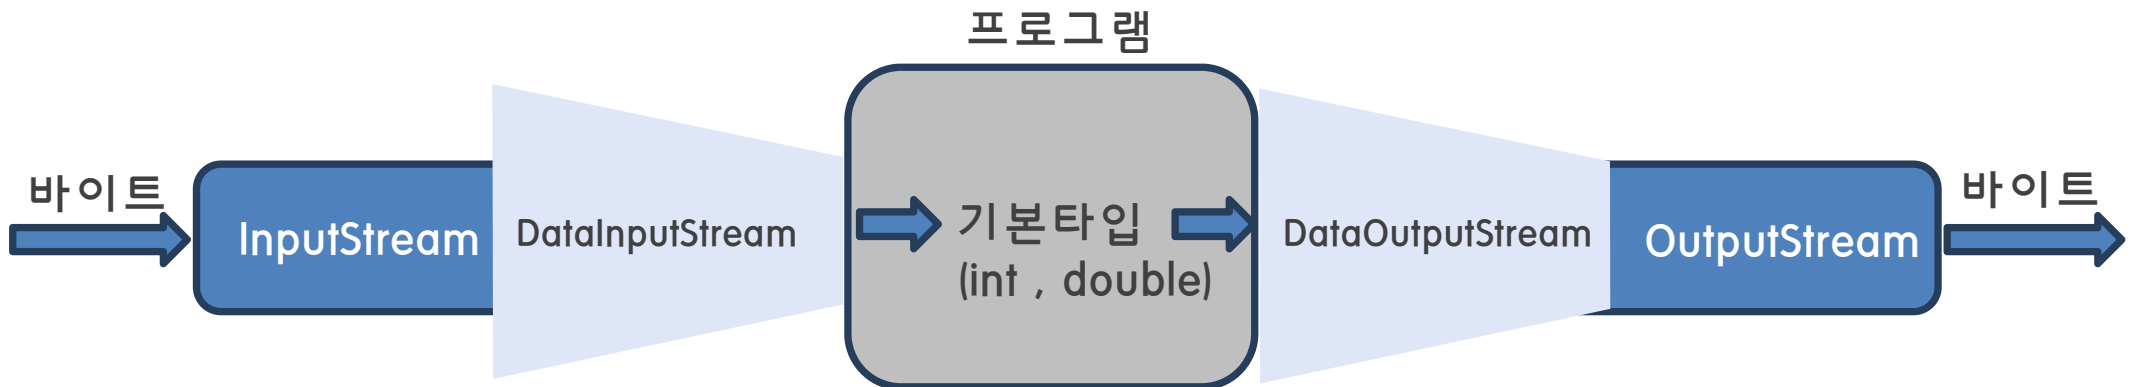 프로그램
바이트
InputStream
DataInputStream
기본타입
(int , double)
DataOutputStream
OutputStream
바이트